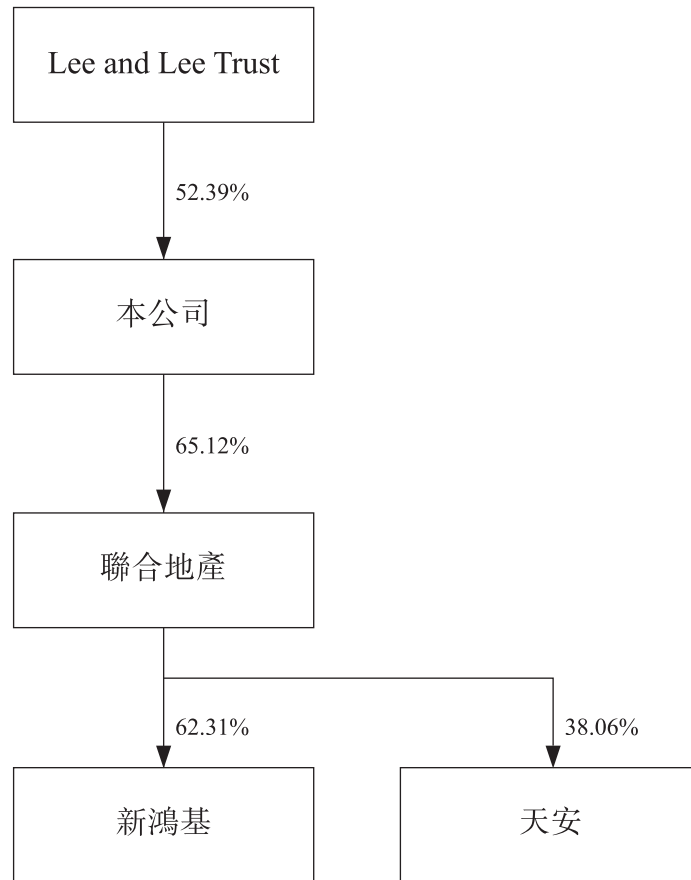 Lee and Lee Trust
52.39%
本公司
65.12%
聯合地產
62.31%
38.06%
新鴻基
天安